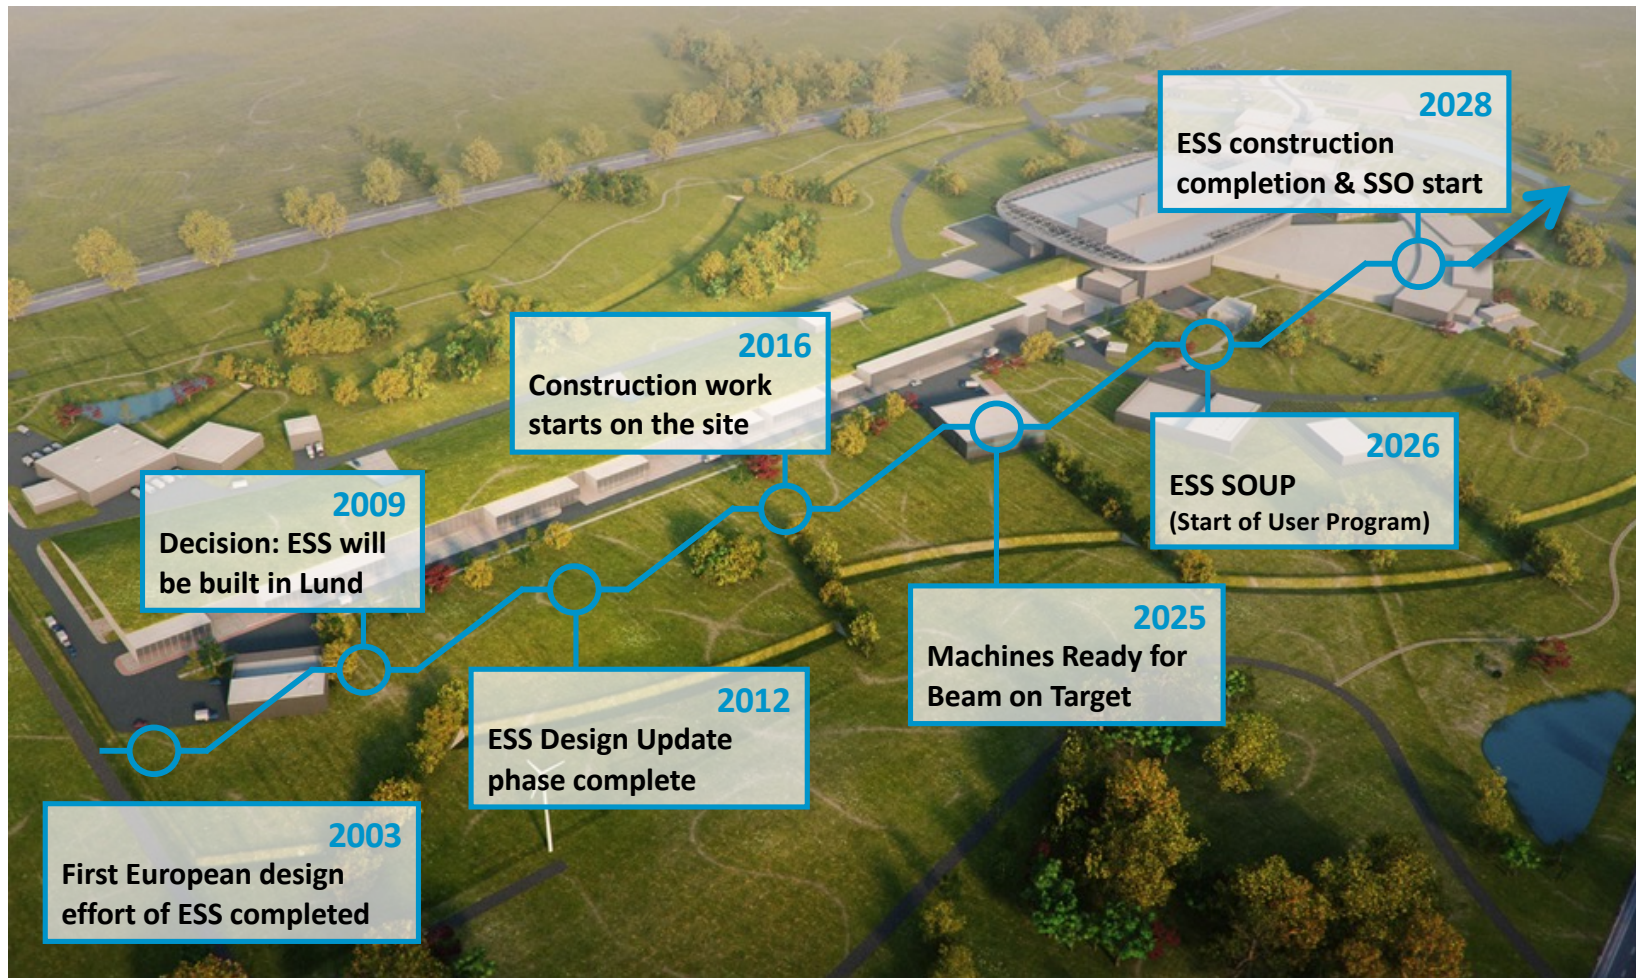 2028
ESS construction
completion & SSO start
2016
Construction work
starts on the site
2026
ESS SOUP
(Start of User Program)
2009
Decision: ESS will
be built in Lund
2025
Machines Ready for
Beam on Target
2012
ESS Design Update
phase complete
2003
First European design
effort of ESS completed